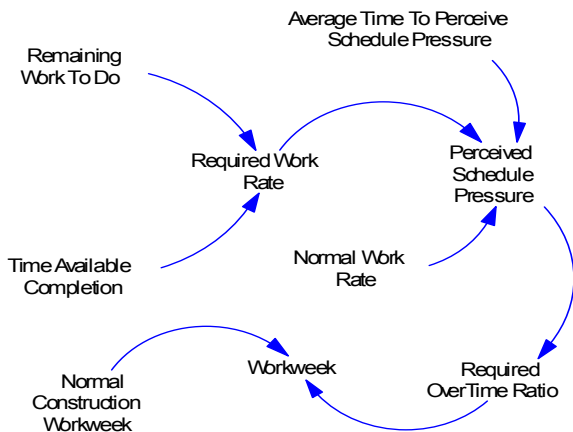 Average Time To Perceive
Schedule Pressure
Remaining
Work To Do
Required Work
Rate
Perceived
Schedule
Pressure
Time Available
Completion
Normal Work
Rate
Normal
Construction
Workweek
Workweek
Required
OverTime Ratio